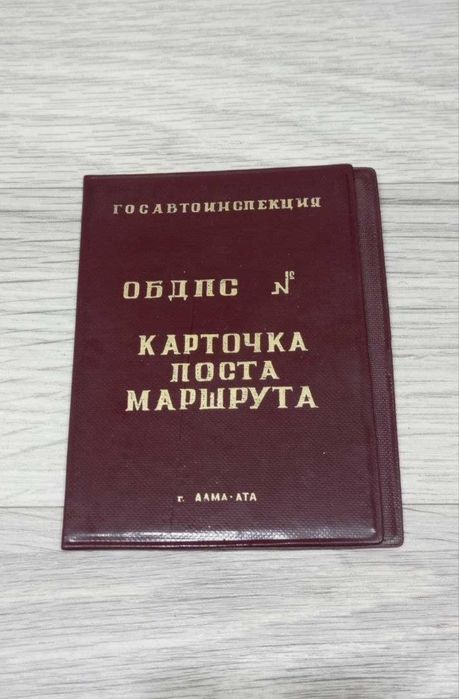 ГОСАВТОИНСПЕКЦИЯ
ОБДПС №
КАРТОЧКА
ПОСТА
МАРШРУТА
г. АЛМА-АТА